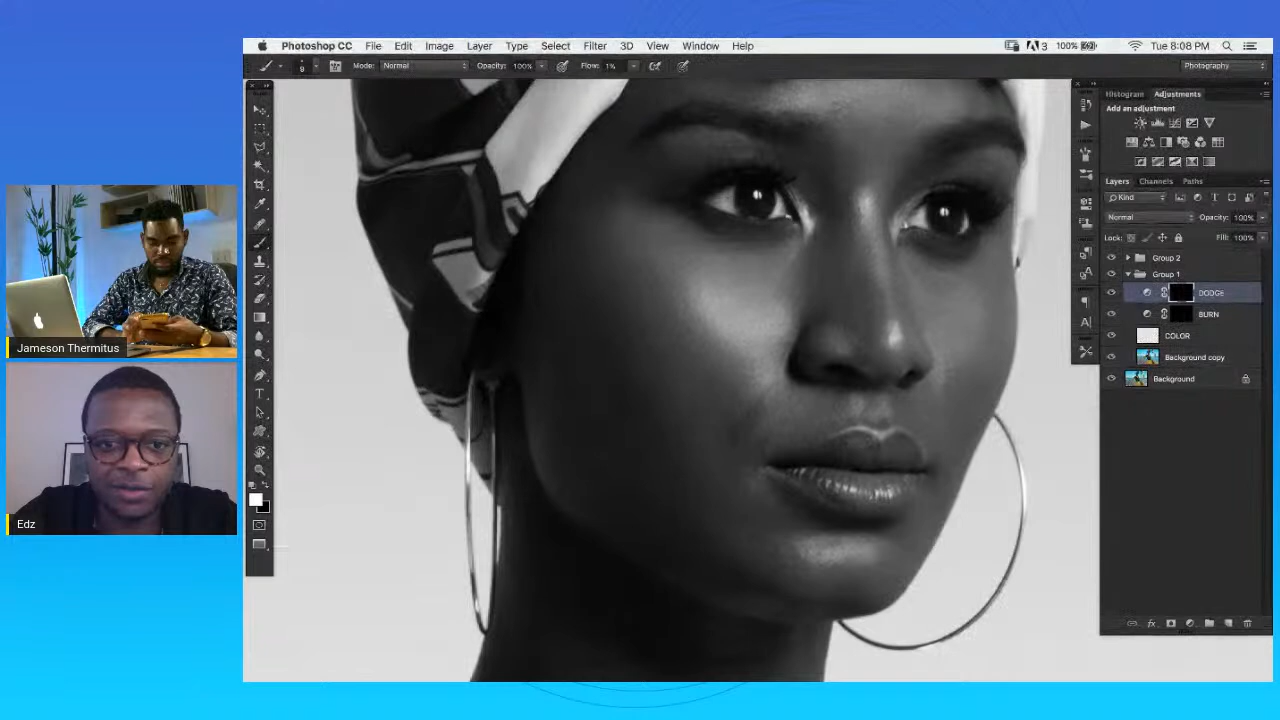 Photoshop CC File Edit Image Layer Type Select Filter 3D View Window Help 3 100% Tue 8:08 PM
9 Mode: Normal Opacity: 100% Flow: 1% Photography
Histogram Adjustments
Add an adjustment
Layers Channels Paths
Kind
Normal Opacity: 100%
Lock: Fill: 100%
Group 2
Group 1
DODGE
BURN
COLOR
Background copy
Background
Jameson Thermitus
Edz